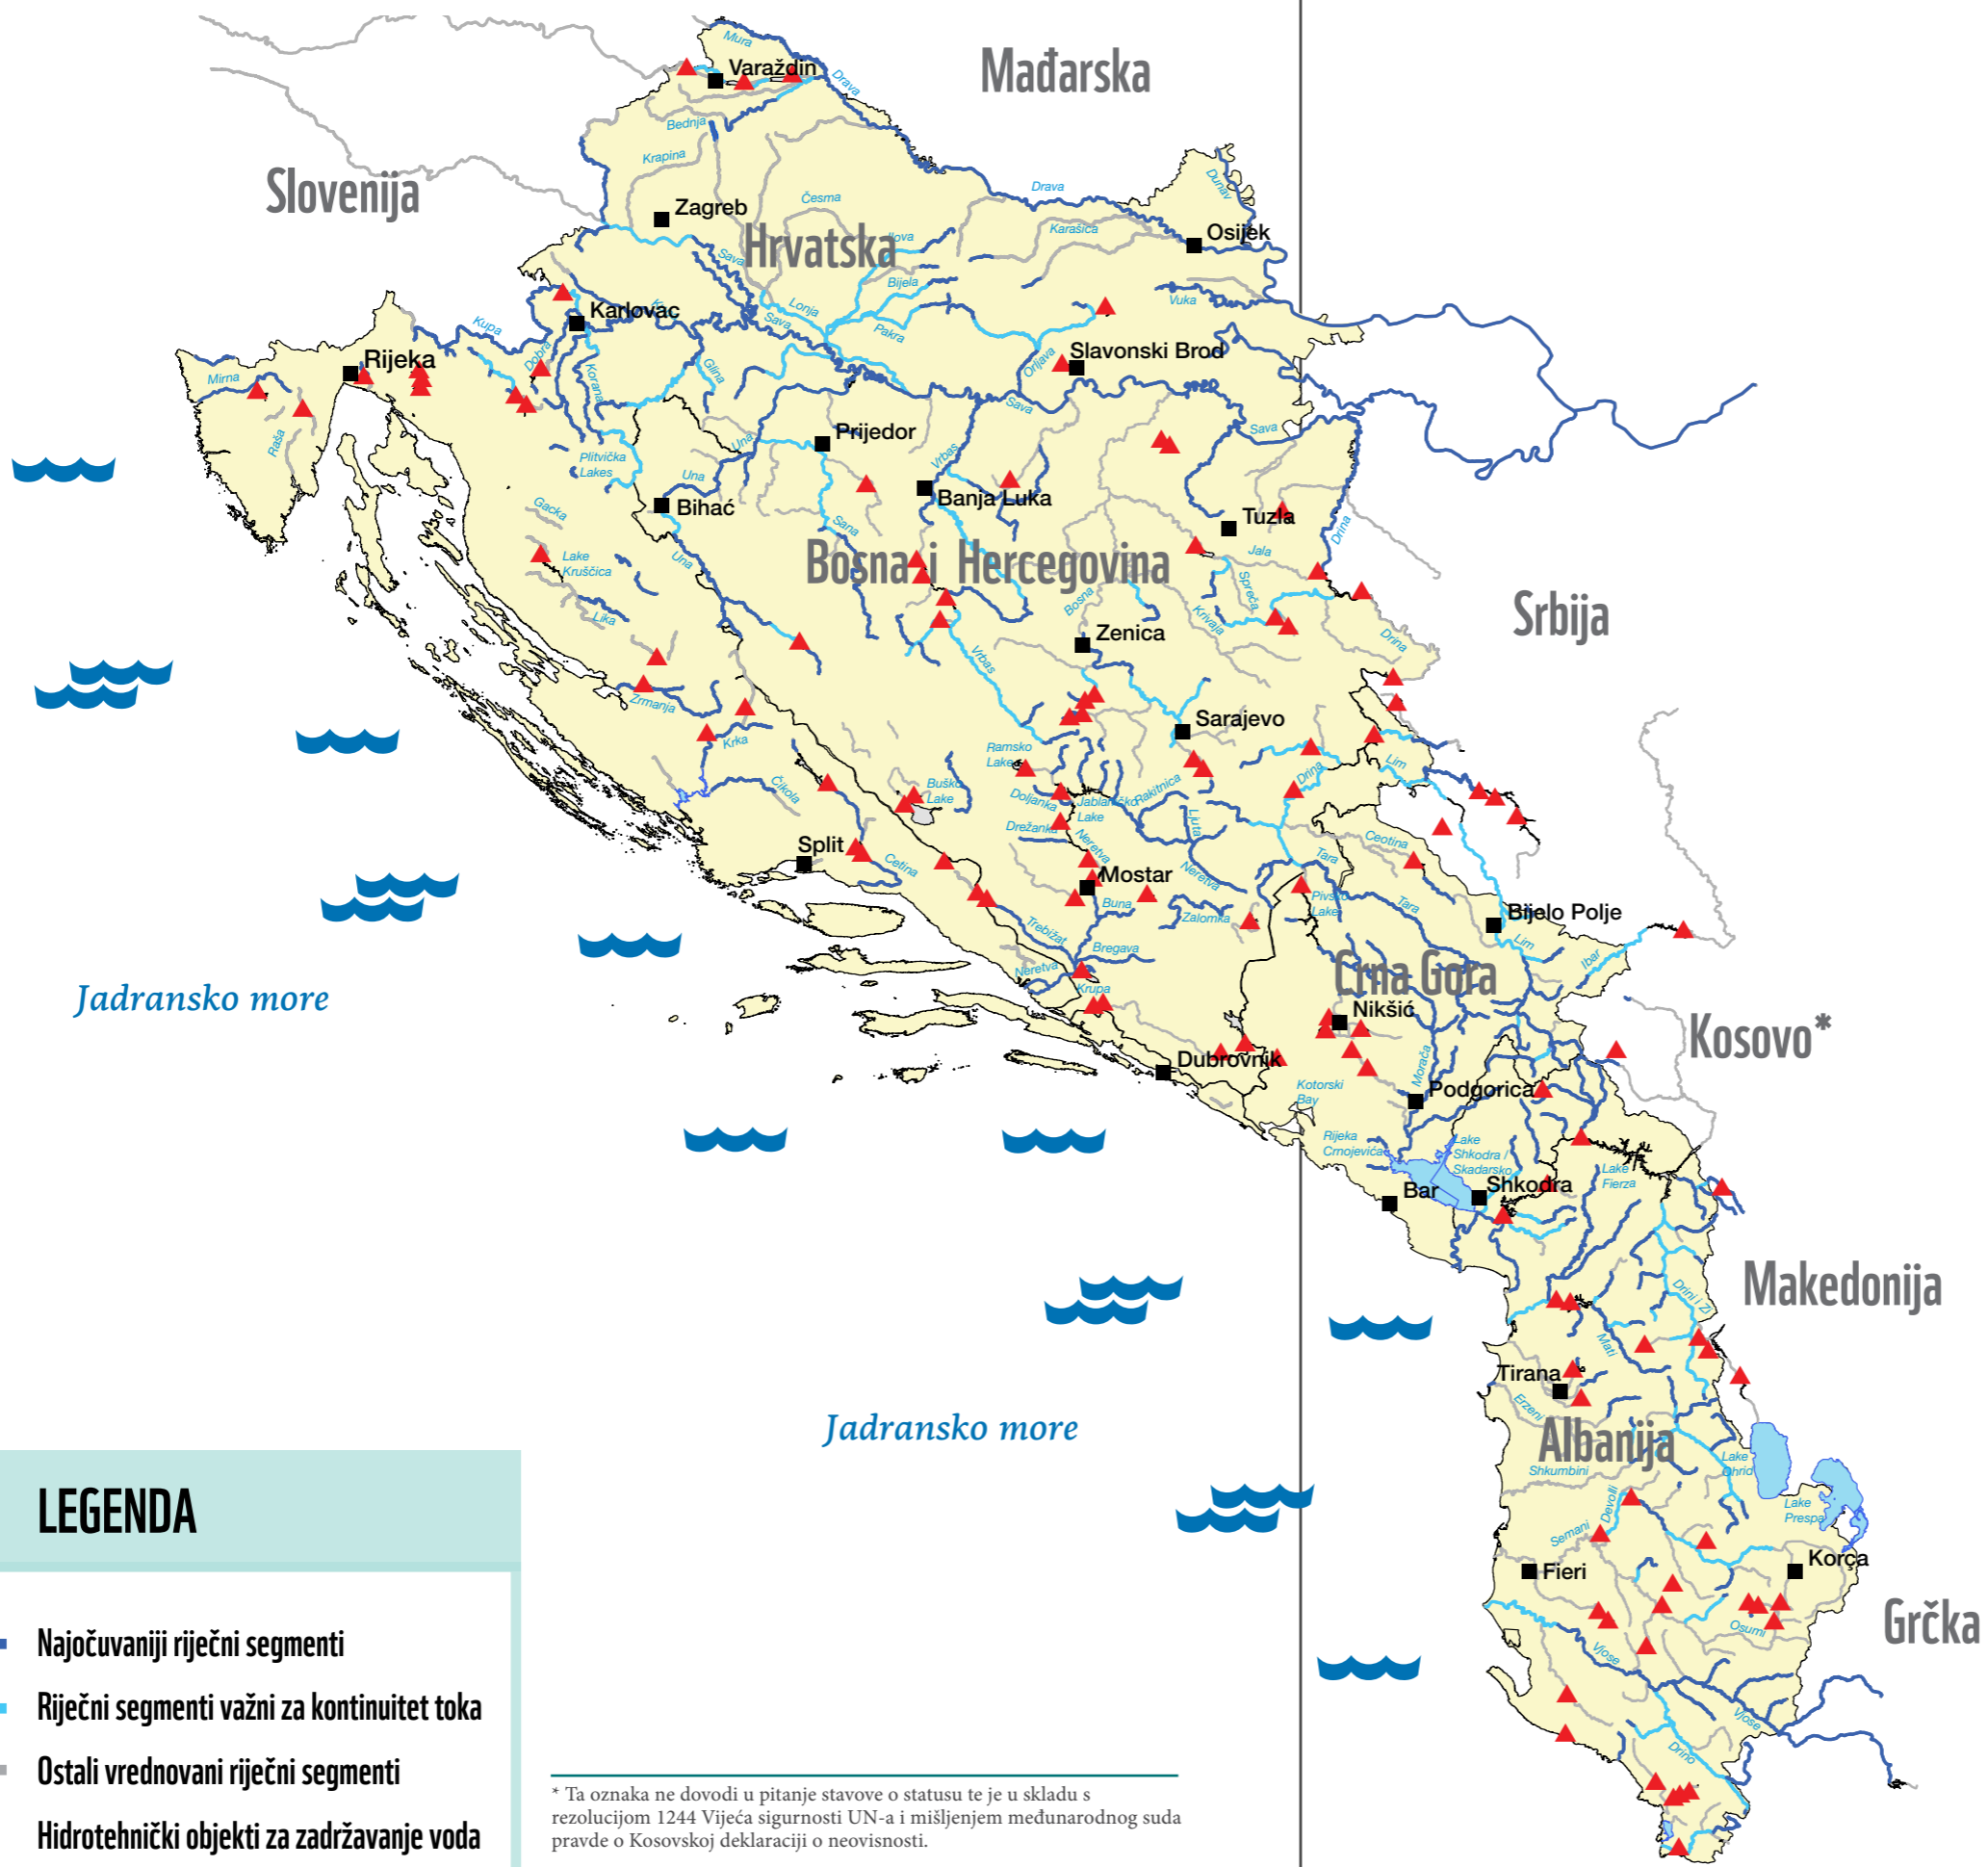 Mura
Varaždin
Mađarska
Drava
Bednja
Krapina
Slovenija
Česma
Drava
Dunav
Zagreb
Hrvatska
Ilova
Karašica
Osijek
Sava
Bijela
Lonja
Sava
Pakra
Vuka
Karlovac
Kupa
Dobra
Korana
Glina
Orljava
Slavonski Brod
Rijeka
Mirna
Raša
Sava
Sava
Prijedor
Una
Vrbas
Plitvička
Lakes
Una
Bihać
Banja Luka
Gacka
Sana
Tuzla
Drina
Jala
Lake
Kruščica
Una
Bosna i Hercegovina
Spreča
Srbija
Lika
Bosna
Krivaja
Zenica
Drina
Vrbas
Zrmanja
Sarajevo
Krka
Ramsko
Lake
Lim
Drina
Čikola
Buško
Lake
Doljanka
Jablaničko
Lake
Rakitnica
Ljuta
Drežanka
Neretva
Ceotina
Split
Cetina
Mostar
Neretva
Tara
Pivsko
Lake
Tara
Buna
Zalomka
Bijelo Polje
Trebižat
Bregava
Lim
Ibar
Neretva
Krupa
Crna Gora
Jadransko more
Nikšić
Kosovo*
Dubrovnik
Morača
Kotorski
Bay
Podgorica
Rijeka
Crnojevića
Lake
Shkodra /
Skadarsko
Lake
Fierza
Bar
Shkodra
Makedonija
Drini i Zi
Mati
Tirana
Erzeni
Jadransko more
Albanija
Shkumbini
Lake
Ohrid
Devolli
Lake
Prespa
Semani
Fieri
Korça
Grčka
Osumi
Vjose
Vjose
Drino
LEGENDA
Najočuvaniji riječni segmenti
Riječni segmenti važni za kontinuitet toka
Ostali vrednovani riječni segmenti
Hidrotehnički objekti za zadržavanje voda
* Ta oznaka ne dovodi u pitanje stavove o statusu te je u skladu s
rezolucijom 1244 Vijeća sigurnosti UN-a i mišljenjem međunarodnog suda
pravde o Kosovskoj deklaraciji o neovisnosti.